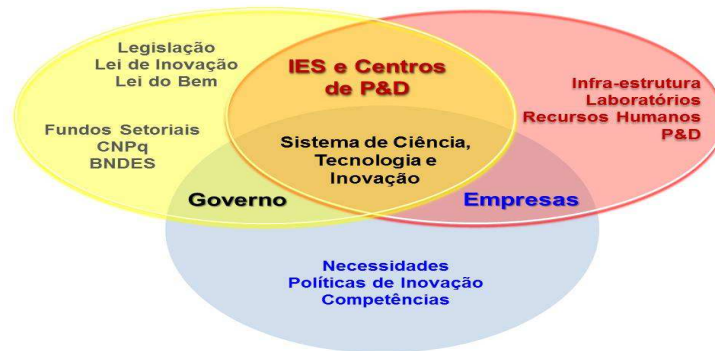 Legislação
Lei de Inovação
Lei do Bem
Fundos Setoriais
CNPq
BNDES
Governo
IES e Centros
de P&D
Sistema de Ciência,
Tecnologia e
Inovação
Infra-estrutura
Laboratórios
Recursos Humanos
P&D
Empresas
Necessidades
Políticas de Inovação
Competências